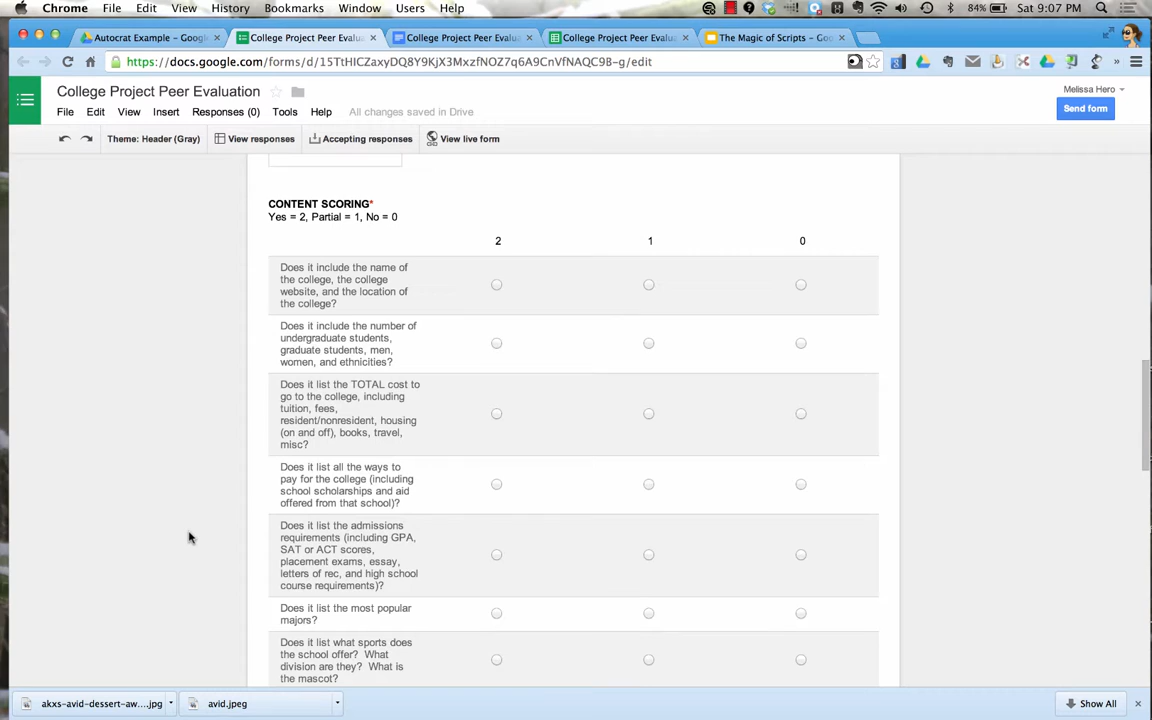 Chrome File Edit View History Bookmarks Window Users Help 84% Sat 9:07 PM
Autocrat Example – Google
College Project Peer Evalua
College Project Peer Evalua
College Project Peer Evalua
The Magic of Scripts – Goo
https://docs.google.com/forms/d/15TtHICZaxyDQ8Y9KJX3MxzfNOZ7q6A9CnVfNAQC9B-g/edit
College Project Peer Evaluation
Melissa Hero
File Edit View Insert Responses (0) Tools Help All changes saved in Drive
Send form
Theme: Header (Gray) View responses Accepting responses View live form
CONTENT SCORING*
Yes = 2, Partial = 1, No = 0
2 1 0
Does it include the name of
the college, the college
website, and the location of
the college?
Does it include the number of
undergraduate students,
graduate students, men,
women, and ethnicities?
Does it list the TOTAL cost to
go to the college, including
tuition, fees,
resident/nonresident, housing
(on and off), books, travel,
misc?
Does it list all the ways to
pay for the college (including
school scholarships and aid
offered from that school)?
Does it list the admissions
requirements (including GPA,
SAT or ACT scores,
placement exams, essay,
letters of rec, and high school
course requirements)?
Does it list the most popular
majors?
Does it list what sports does
the school offer? What
division are they? What is
the mascot?
akxs-avid-dessert-aw....jpg
avid.jpeg
Show All